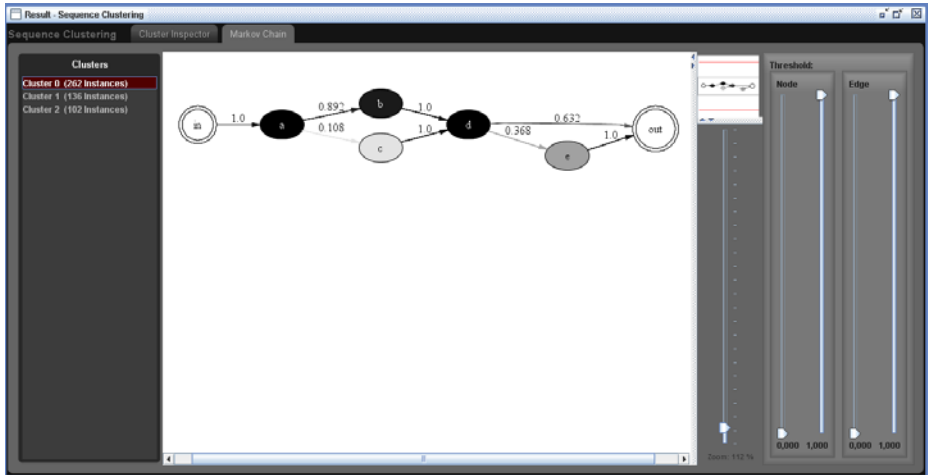 Result - Sequence Clustering
Sequence Clustering Cluster Inspector Markov Chain
Clusters
Cluster 0 (262 Instances)
Cluster 1 (136 Instances)
Cluster 2 (102 Instances)
in
1.0
a
0.892
0.108
b
c
1.0
1.0
d
0.632
0.368
e
1.0
out
Zoom: 112 %
Threshold:
Node
0,000 1,000
Edge
0,000 1,000